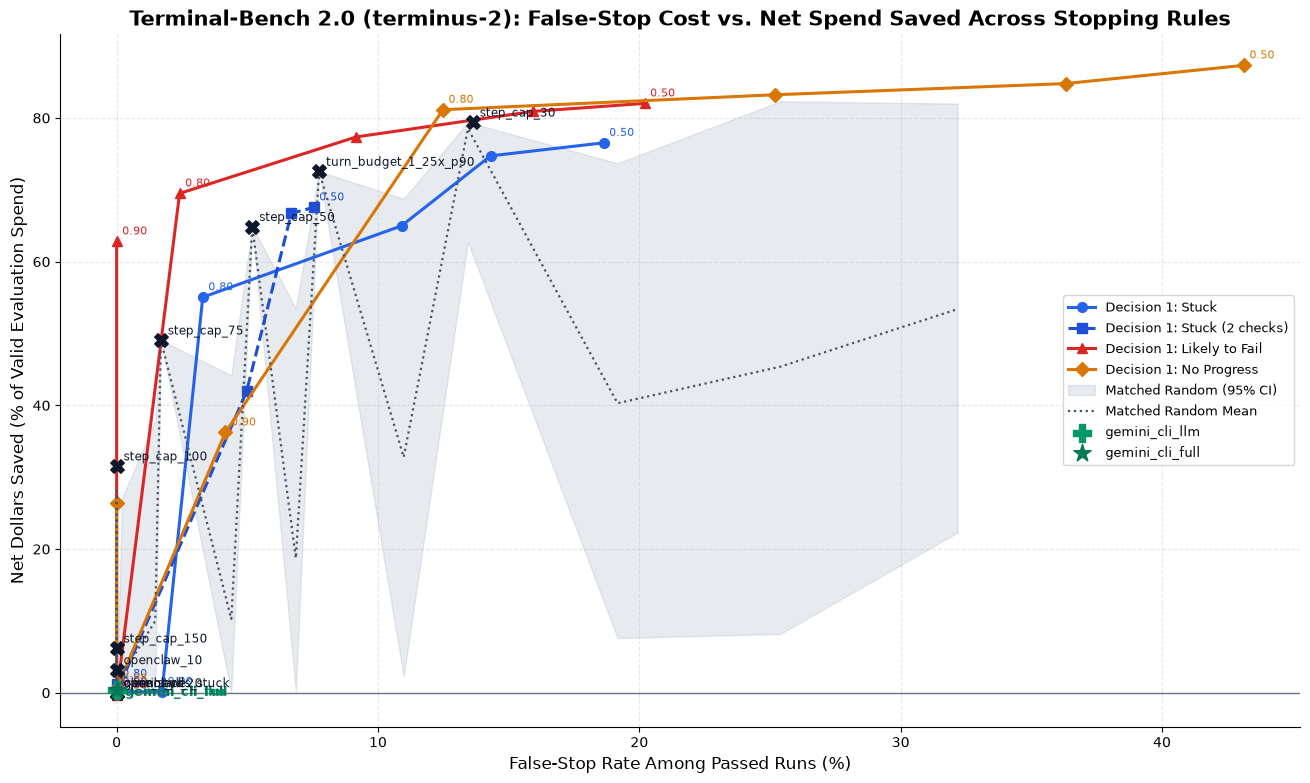 Terminal-Bench 2.0 (terminus-2): False-Stop Cost vs. Net Spend Saved Across Stopping Rules
Net Dollars Saved (% of Valid Evaluation Spend)
80
60
40
20
0
0.50
0.80
step_cap_30
0.50
0.50
turn_budget_1_25x_p90
0.80
0.50
step_cap_50
0.90
0.80
step_cap_75
0.90
step_cap_100
step_cap_150
openclaw_10
0.80
gemini_cli_full
Decision 1: Stuck
Decision 1: Stuck (2 checks)
Decision 1: Likely to Fail
Decision 1: No Progress
Matched Random (95% CI)
Matched Random Mean
gemini_cli_llm
gemini_cli_full
0
10
20
30
40
False-Stop Rate Among Passed Runs (%)